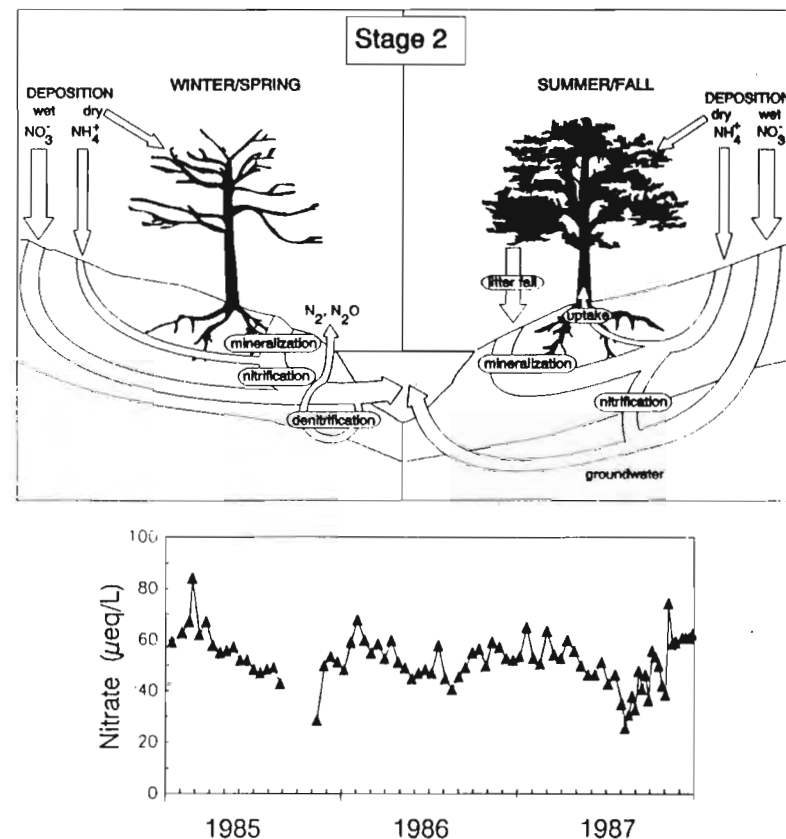 Stage 2
WINTER/SPRING
DEPOSITION
wet dry
NO₃⁻ NH₄⁺
N₂, N₂O
mineralization
nitrification
denitrification
SUMMER/FALL
DEPOSITION
dry wet
NH₄⁺ NO₃⁻
litter fall
uptake
mineralization
nitrification
groundwater
Nitrate (µeq/L)
100
80
60
40
20
0
1985 1986 1987